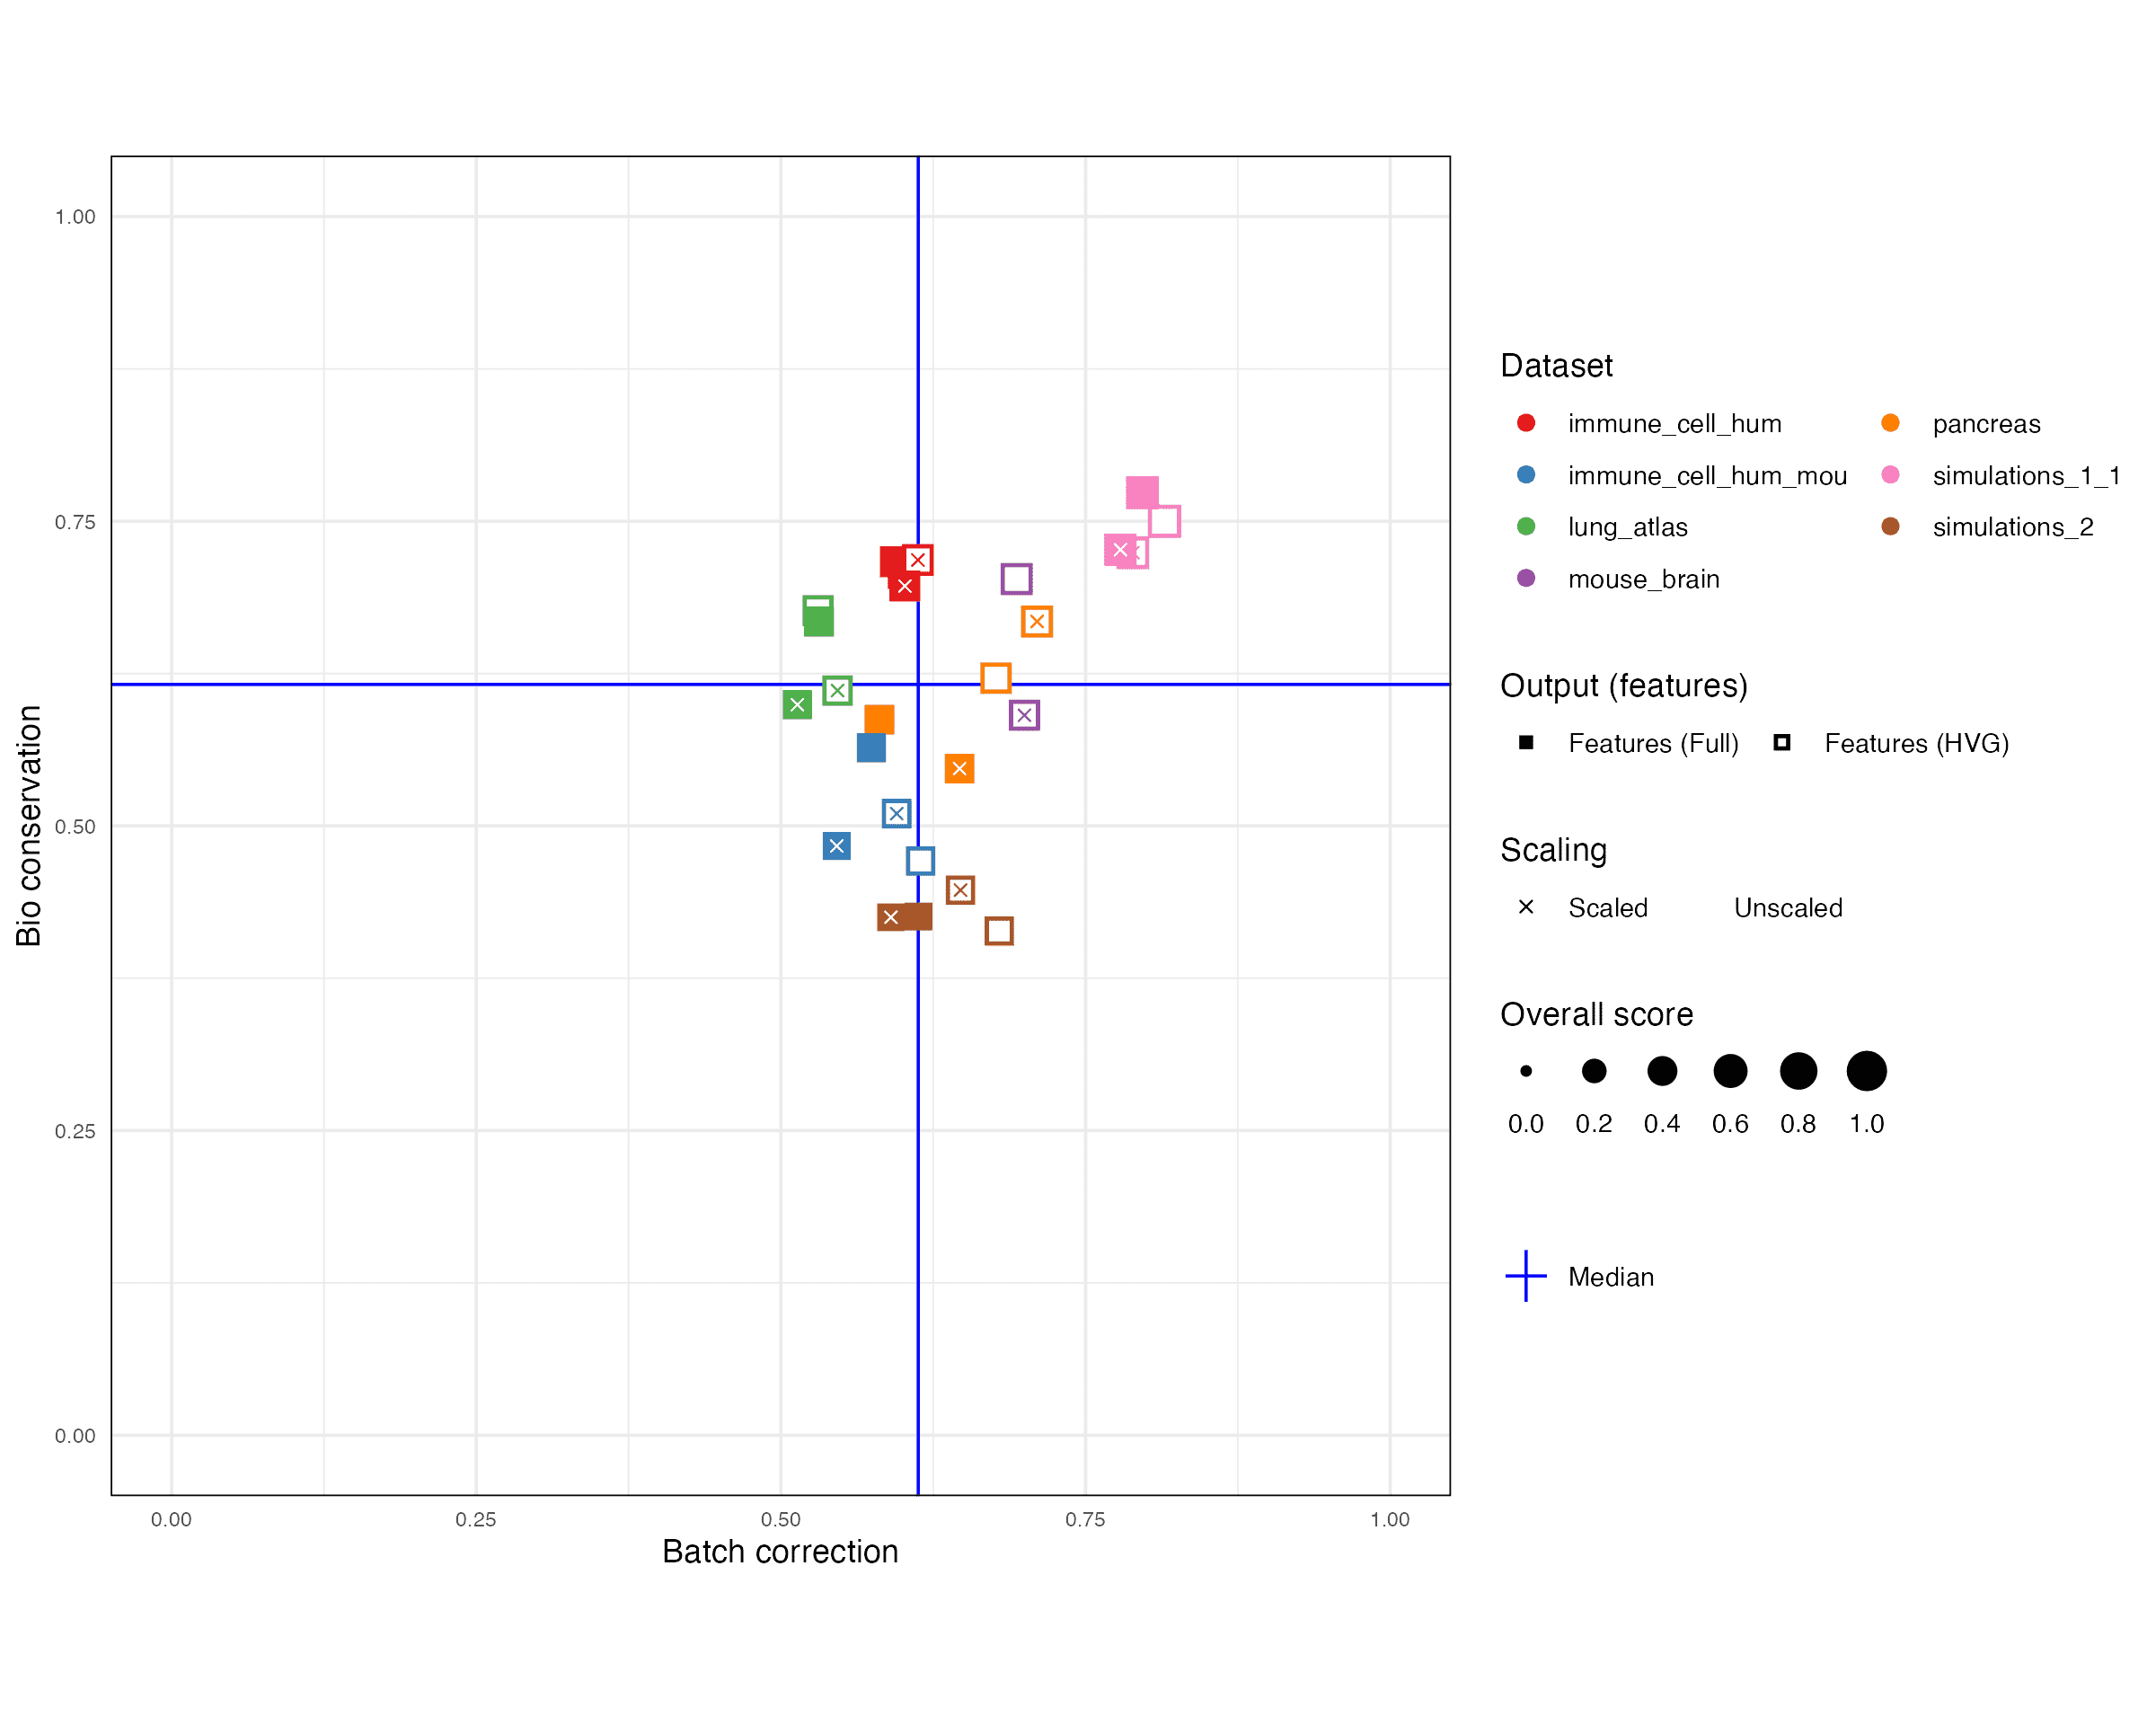 1.00
0.75
0.50
0.25
0.00
Bio conservation
0.00 0.25 0.50 0.75 1.00
Batch correction
Dataset
immune_cell_hum pancreas
immune_cell_hum_mou simulations_1_1
lung_atlas simulations_2
mouse_brain
Output (features)
Features (Full) Features (HVG)
Scaling
Scaled Unscaled
Overall score
0.0 0.2 0.4 0.6 0.8 1.0
Median